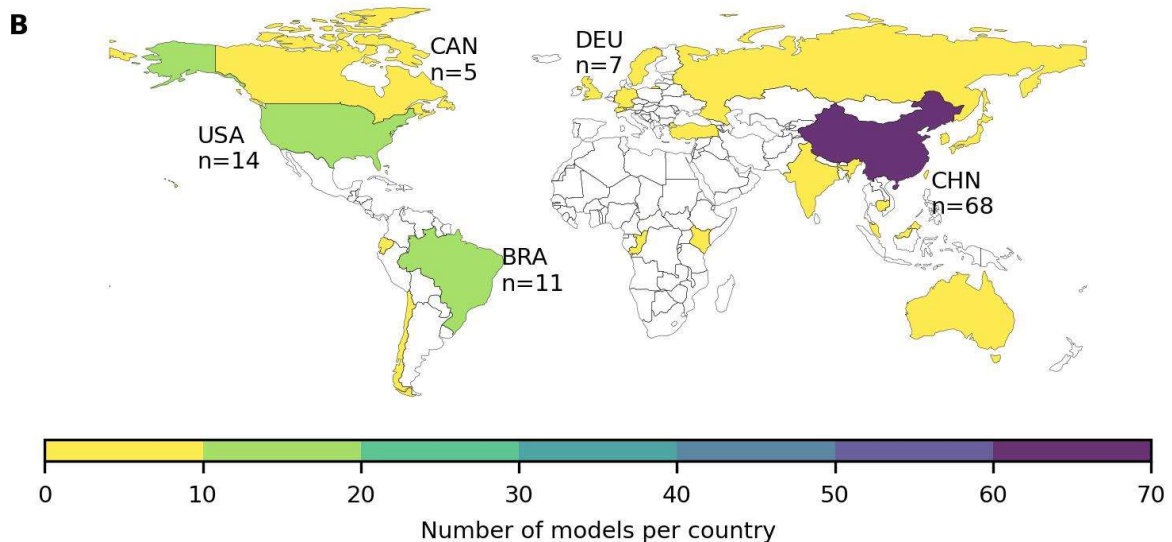 B
CAN
n=5
DEU
n=7
USA
n=14
CHN
n=68
BRA
n=11
0 10 20 30 40 50 60 70
Number of models per country